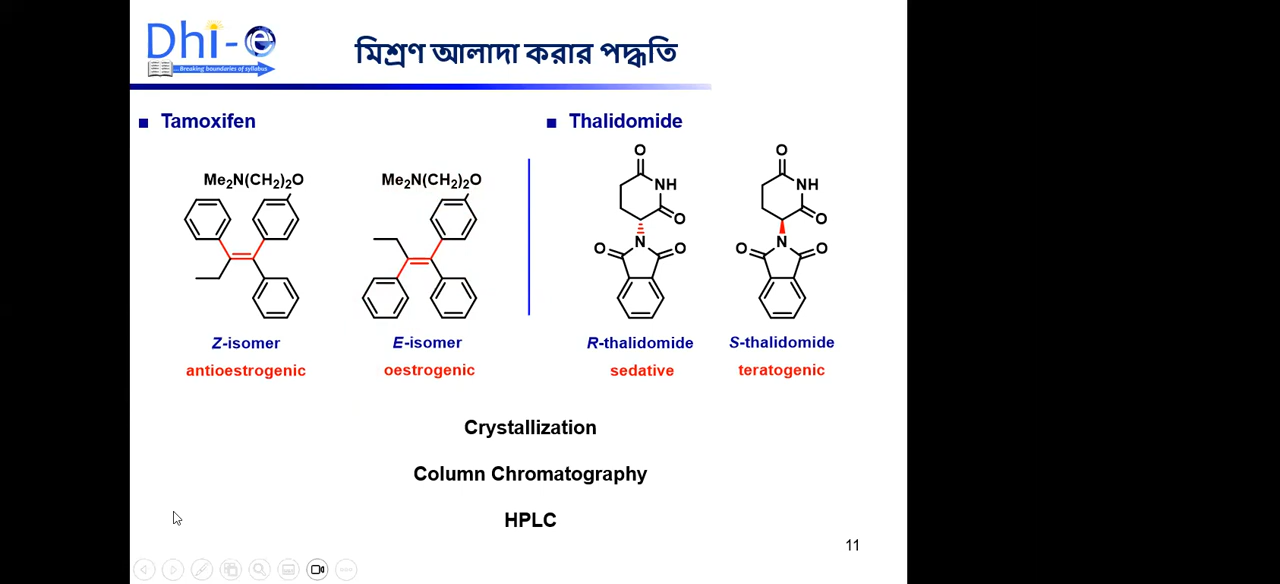 Dhi-e
...Breaking boundaries of syllabus
মিশ্রণ আলাদা করার পদ্ধতি
Tamoxifen
Me2N(CH2)2O
Me2N(CH2)2O
Z-isomer
E-isomer
antioestrogenic
oestrogenic
Thalidomide
O
NH
O
N
O
O
O
NH
O
N
O
O
R-thalidomide
S-thalidomide
sedative
teratogenic
Crystallization
Column Chromatography
HPLC
11